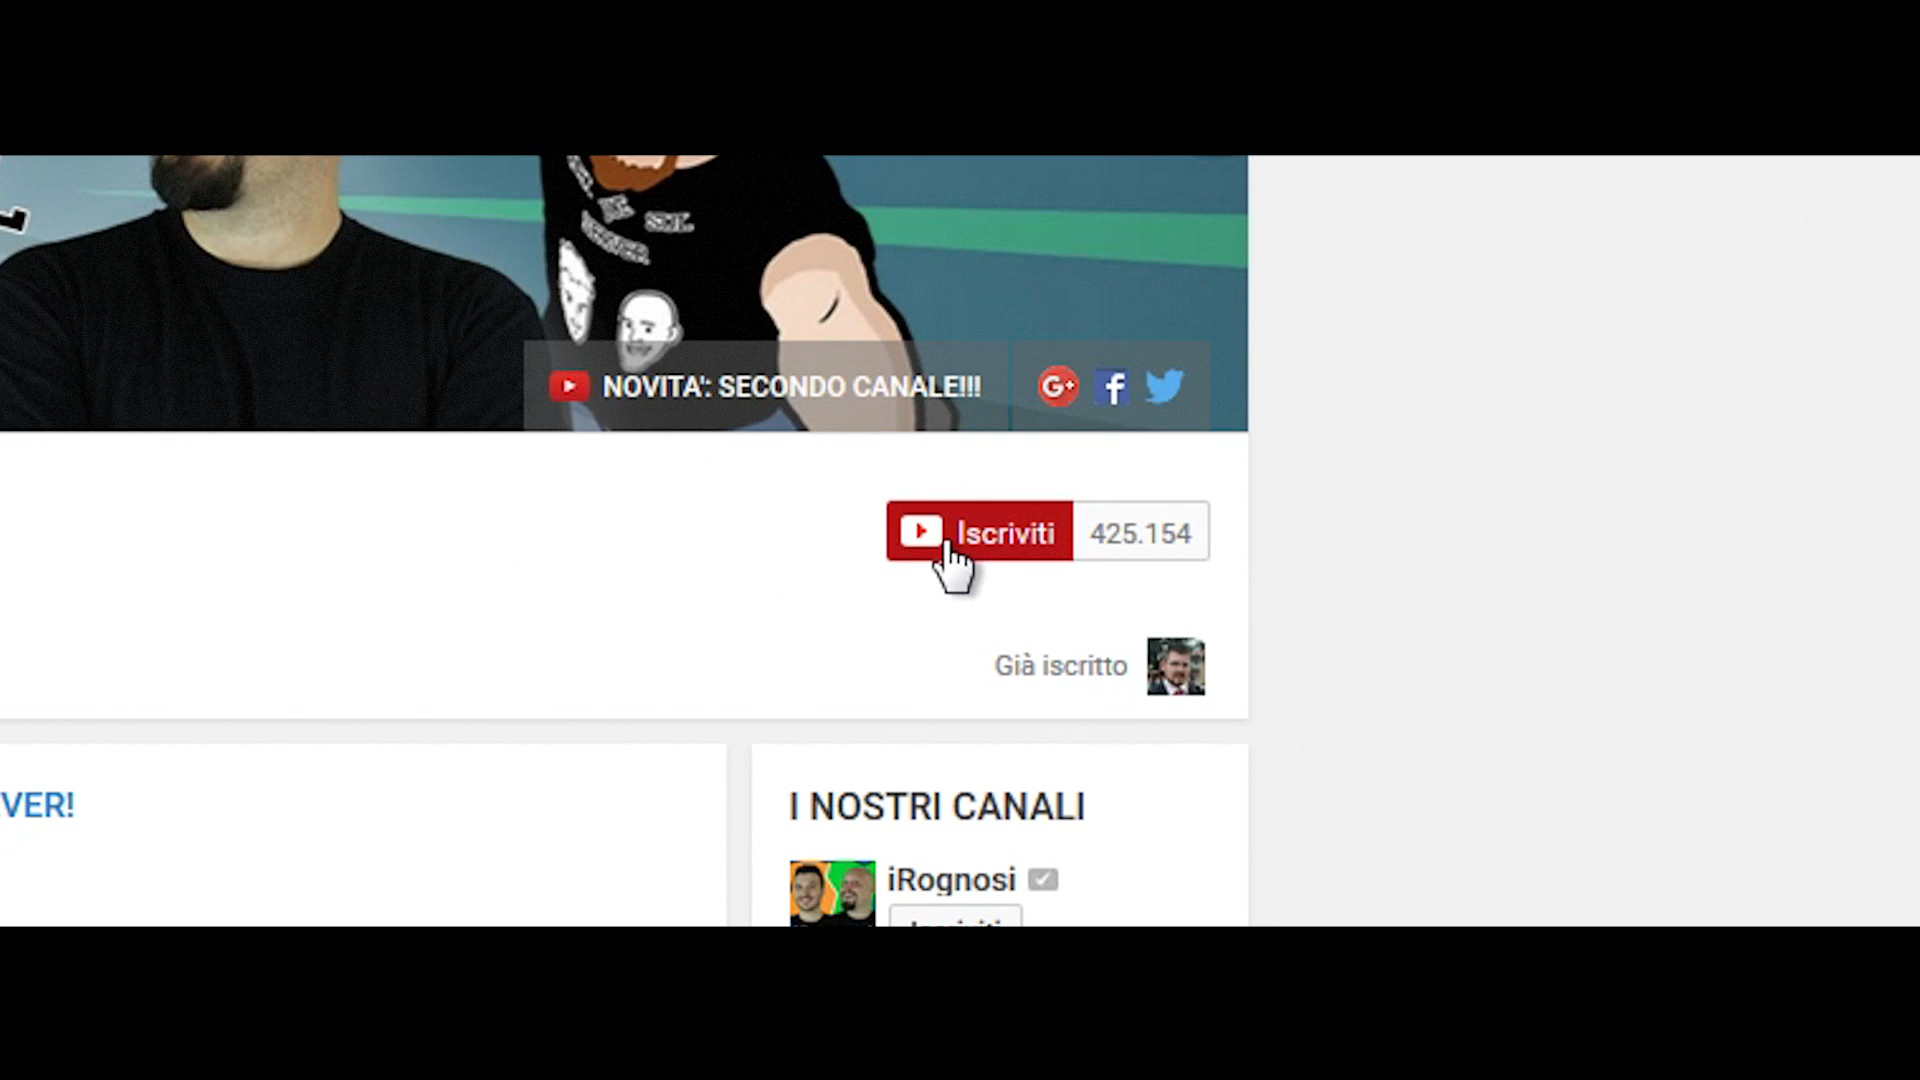 NOVITA': SECONDO CANALE!!!
Iscriviti 425.154
Già iscritto
VER!
I NOSTRI CANALI
iRognosi